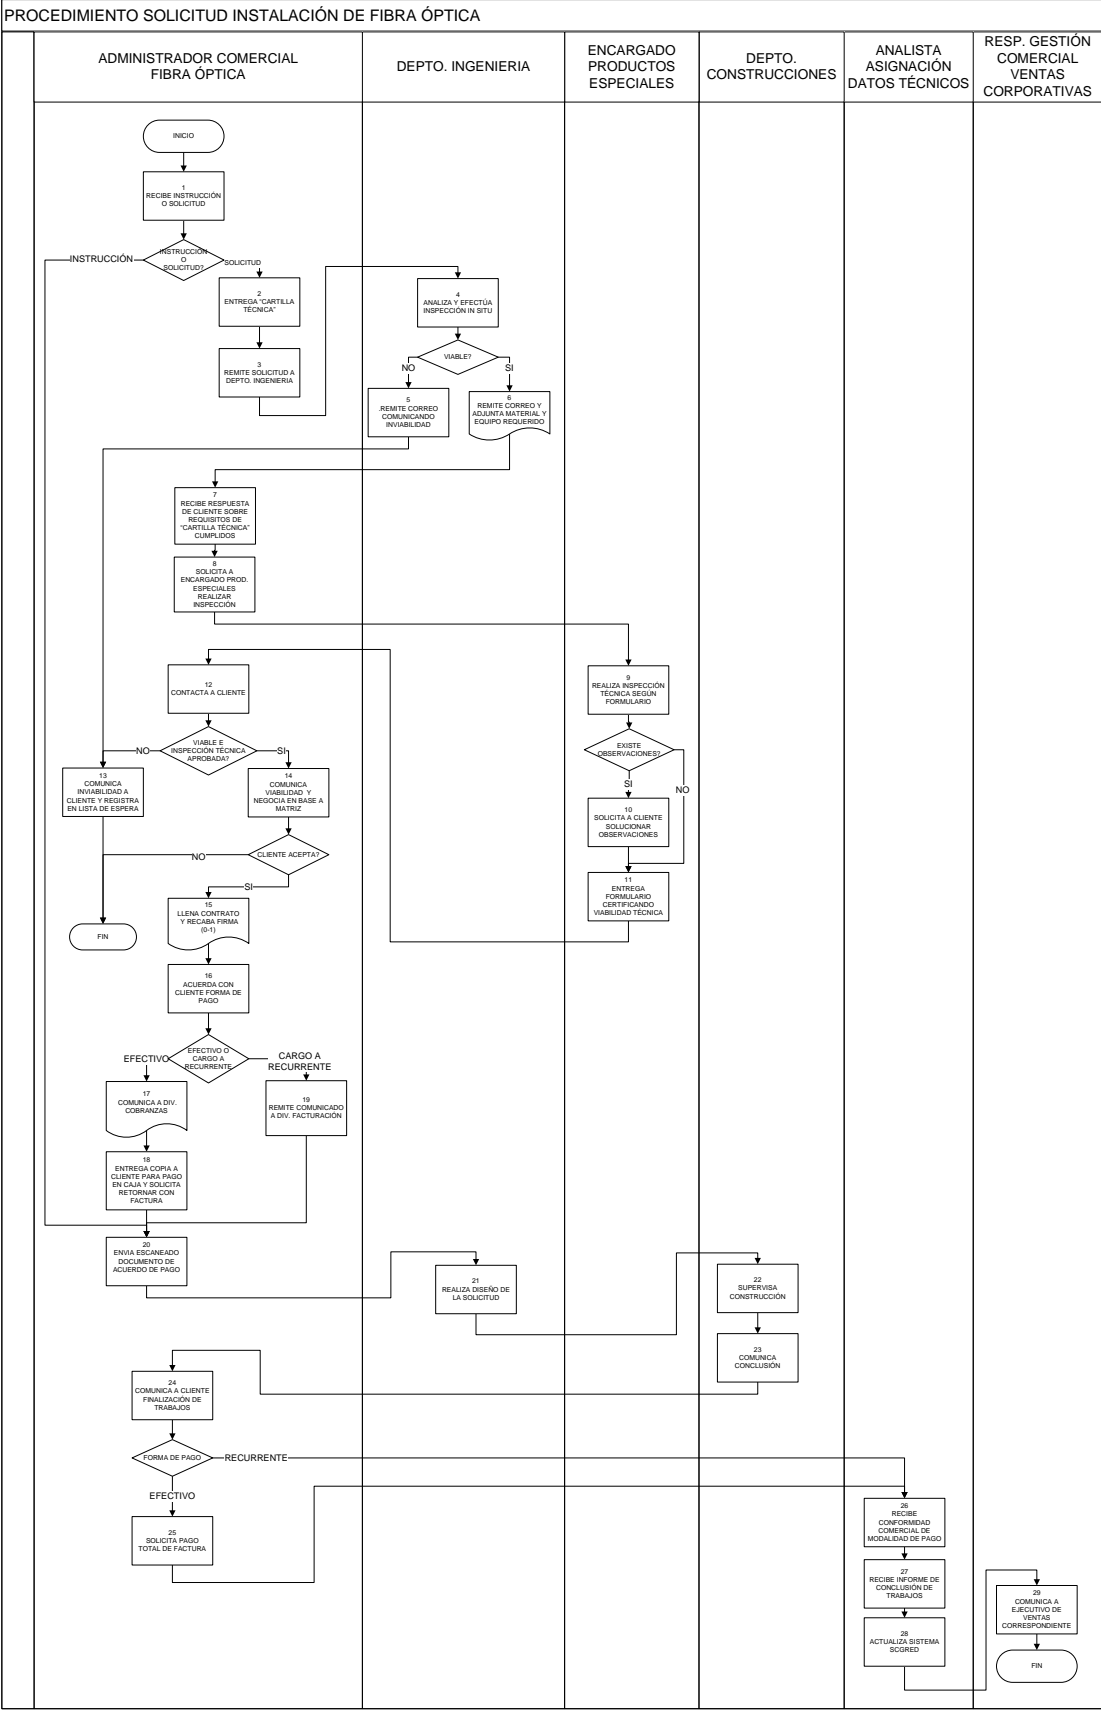 PROCEDIMIENTO SOLICITUD INSTALACIÓN DE FIBRA ÓPTICA
ADMINISTRADOR COMERCIAL
FIBRA ÓPTICA
DEPTO. INGENIERIA
ENCARGADO
PRODUCTOS
ESPECIALES
DEPTO.
CONSTRUCCIONES
ANALISTA
ASIGNACIÓN
DATOS TÉCNICOS
RESP. GESTIÓN
COMERCIAL
VENTAS
CORPORATIVAS
INICIO
1
RECIBE INSTRUCCIÓN
O SOLICITUD
INSTRUCCIÓN
O
SOLICITUD?
INSTRUCCIÓN
SOLICITUD
2
ENTREGA "CARTILLA
TÉCNICA"
3
REMITE SOLICITUD A
DEPTO. INGENIERIA
4
ANALIZA Y EFECTÚA
INSPECCIÓN IN SITU
VIABLE?
NO
SI
5
.REMITE CORREO
COMUNICANDO
INVIABILIDAD
6
REMITE CORREO Y
ADJUNTA MATERIAL Y
EQUIPO REQUERIDO
7
RECIBE RESPUESTA
DE CLIENTE SOBRE
REQUISITOS DE
"CARTILLA TÉCNICA"
CUMPLIDOS
8
SOLICITA A
ENCARGADO PROD.
ESPECIALES
REALIZAR
INSPECCIÓN
9
REALIZA INSPECCIÓN
TÉCNICA SEGÚN
FORMULARIO
EXISTE
OBSERVACIONES?
SI
NO
10
SOLICITA A CLIENTE
SOLUCIONAR
OBSERVACIONES
11
ENTREGA
FORMULARIO
CERTIFICANDO
VIABILIDAD TÉCNICA
12
CONTACTA A CLIENTE
VIABLE E
INSPECCIÓN TÉCNICA
APROBADA?
NO
SI
13
COMUNICA
INVIABILIDAD A
CLIENTE Y REGISTRA
EN LISTA DE ESPERA
14
COMUNICA
VIABILIDAD Y
NEGOCIA EN BASE A
MATRIZ
CLIENTE ACEPTA?
NO
SI
FIN
15
LLENA CONTRATO
Y RECABA FIRMA
(0-1)
16
ACUERDA CON
CLIENTE FORMA DE
PAGO
EFECTIVO O
CARGO A
RECURRENTE
EFECTIVO
CARGO A
RECURRENTE
17
COMUNICA A DIV.
COBRANZAS
19
REMITE COMUNICADO
A DIV. FACTURACIÓN
18
ENTREGA COPIA A
CLIENTE PARA PAGO
EN CAJA Y SOLICITA
RETORNAR CON
FACTURA
20
ENVIA ESCANEADO
DOCUMENTO DE
ACUERDO DE PAGO
21
REALIZA DISEÑO DE
LA SOLICITUD
22
SUPERVISA
CONSTRUCCIÓN
23
COMUNICA
CONCLUSIÓN
24
COMUNICA A CLIENTE
FINALIZACIÓN DE
TRABAJOS
FORMA DE PAGO
RECURRENTE
EFECTIVO
25
SOLICITA PAGO
TOTAL DE FACTURA
26
RECIBE
CONFORMIDAD
COMERCIAL DE
MODALIDAD DE PAGO
27
RECIBE INFORME DE
CONCLUSIÓN DE
TRABAJOS
28
ACTUALIZA SISTEMA
SCGRED
29
COMUNICA A
EJECUTIVO DE
VENTAS
CORRESPONDIENTE
FIN